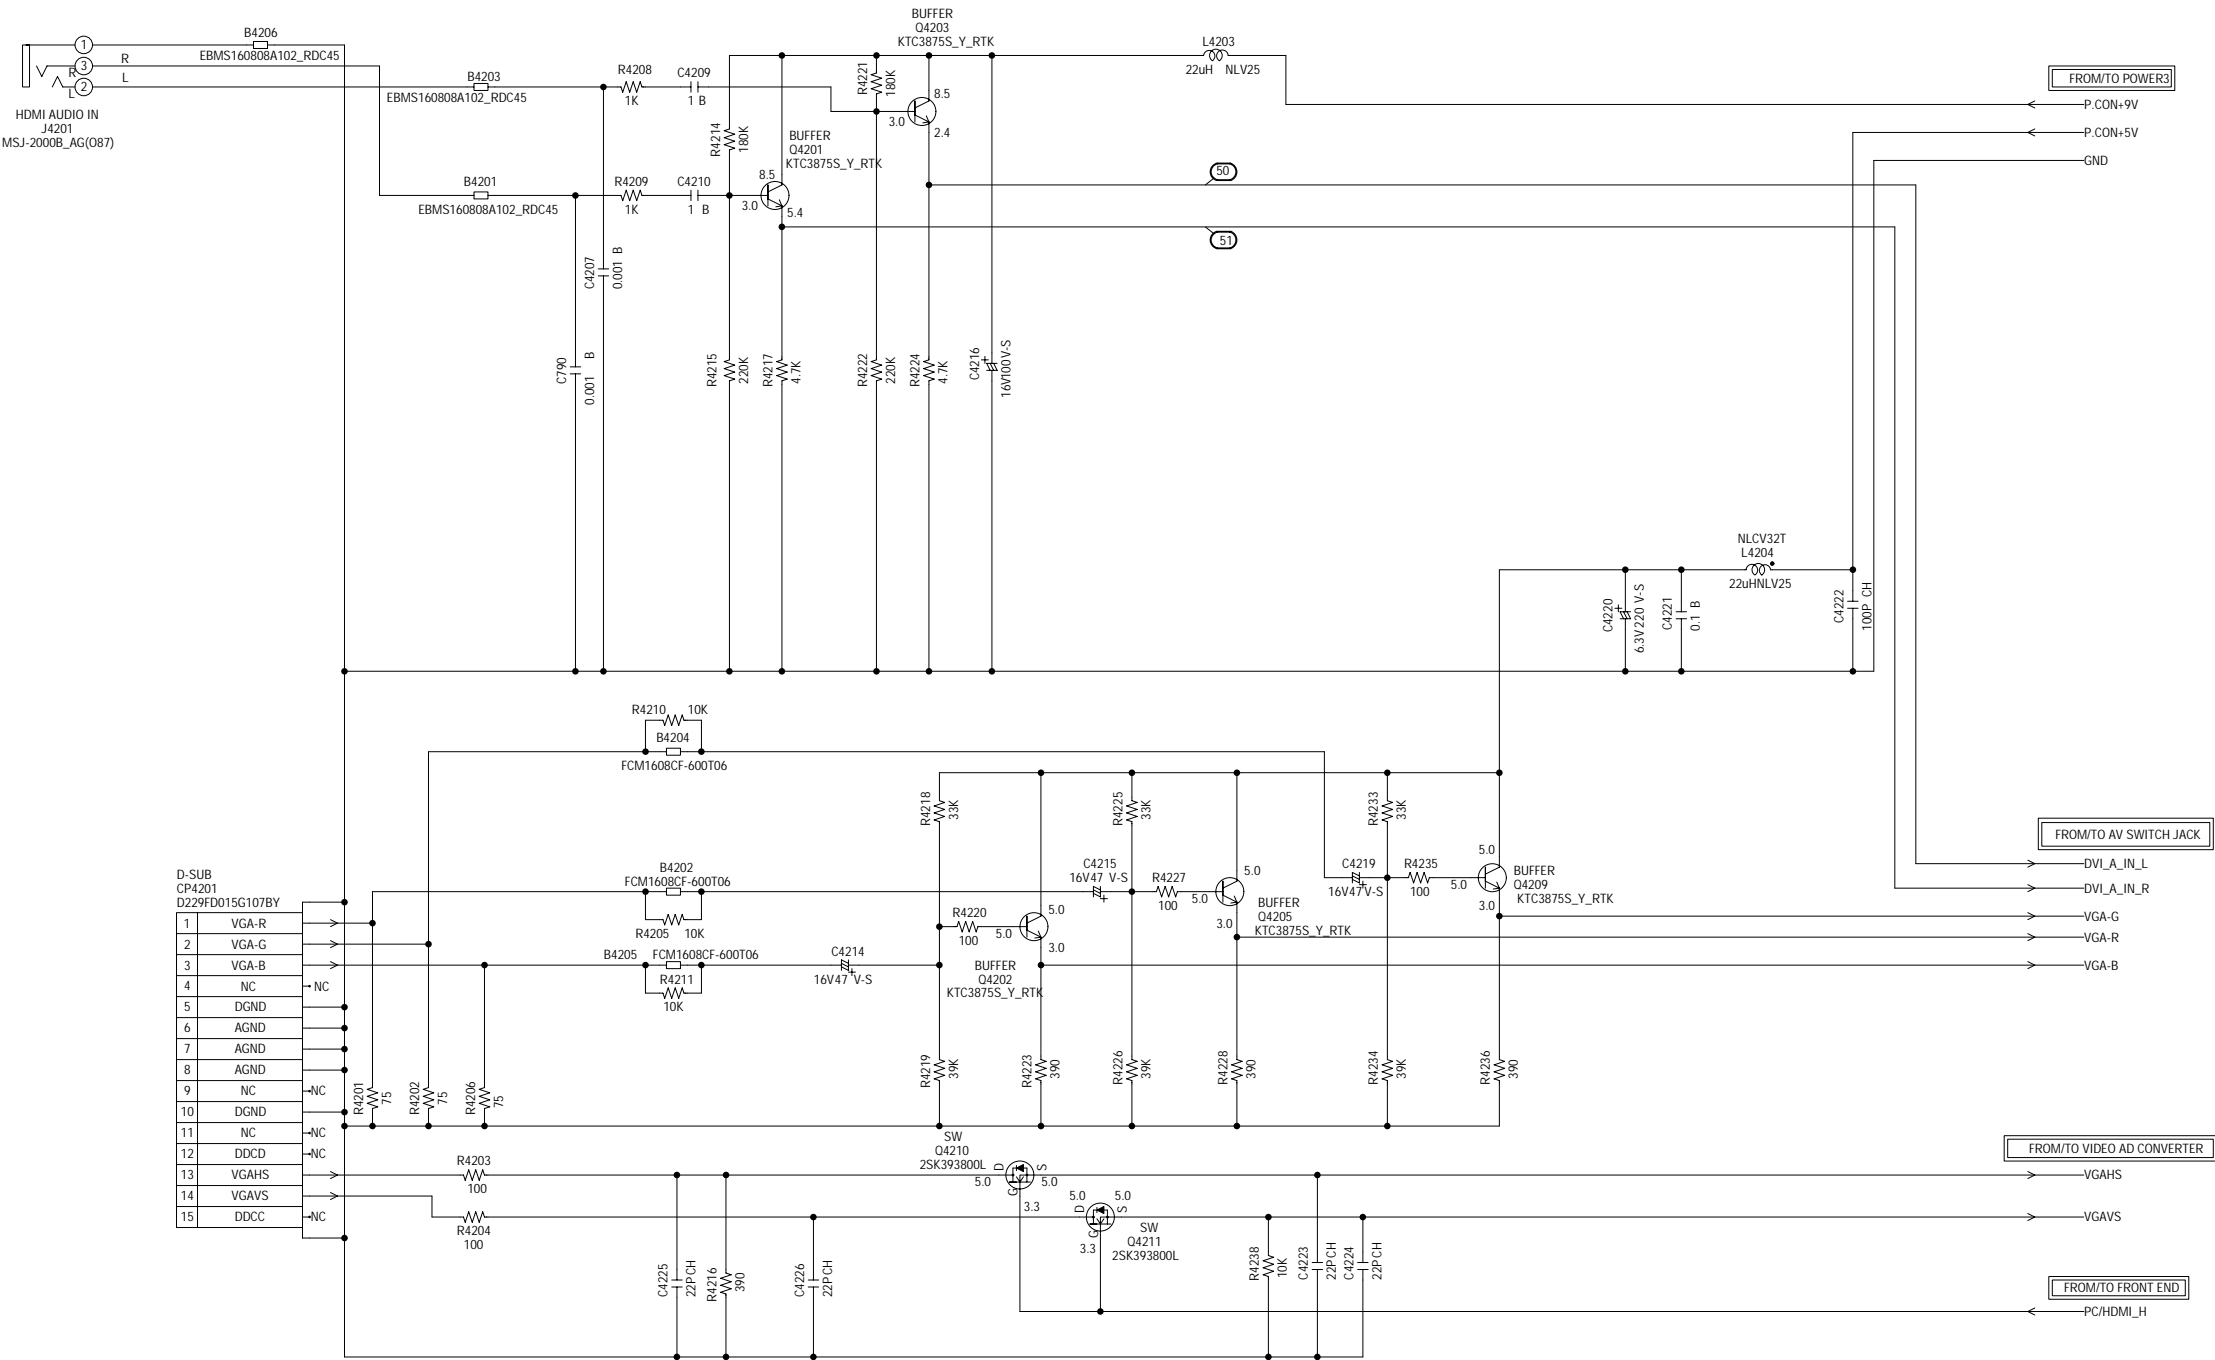 BUFFER
Q4203
KTC3875S_Y_RTK
B4206
EBMS160808A102_RDC45
1
3
2
R
L
R
L
HDMI AUDIO IN
J4201
MSJ-2000B_AG(O87)
B4203
EBMS160808A102_RDC45
R4208
1K
C4209
1 B
R4221
180K
8.5
3.0
2.4
L4203
22uH NLV25
FROM/TO POWER3
P.CON+9V
P.CON+5V
GND
R4214
180K
BUFFER
Q4201
KTC3875S_Y_RTK
B4201
EBMS160808A102_RDC45
R4209
1K
C4210
1 B
8.5
3.0
5.4
50
51
C4207
0.001 B
C790
0.001 B
R4215
220K
R4217
4.7K
R4222
220K
R4224
4.7K
C4216
+
16V100 V-S
NLCV32T
L4204
22uHNLV25
C4220
+
6.3V 220 V-S
C4221
0.1 B
C4222
100P CH
R4210 10K
B4204
FCM1608CF-600T06
R4218
33K
R4225
33K
R4233
33K
FROM/TO AV SWITCH JACK
DVI_A_IN_L
DVI_A_IN_R
VGA-G
VGA-R
VGA-B
D-SUB
CP4201
D229FD015G107BY
B4202
FCM1608CF-600T06
R4205 10K
C4215
16V47 V-S
+
R4227
100
5.0
5.0
3.0
BUFFER
Q4205
KTC3875S_Y_RTK
C4219
16V47 V-S
+
R4235
100
5.0
5.0
3.0
BUFFER
Q4209
KTC3875S_Y_RTK
R4220
100
5.0
5.0
3.0
BUFFER
Q4202
KTC3875S_Y_RTK
B4205 FCM1608CF-600T06
R4211
10K
C4214
16V47 V-S
+
1 VGA-R
2 VGA-G
3 VGA-B
4 NC NC
5 DGND
6 AGND
7 AGND
8 AGND
9 NC NC
10 DGND
11 NC NC
12 DDCD NC
13 VGAHS
14 VGAVS
15 DDCC NC
R4201
75
R4202
75
R4206
75
R4219
39K
R4223
390
R4226
39K
R4228
390
R4234
39K
R4236
390
SW
Q4210
2SK393800L
D
S
G
5.0
5.0
3.3
R4203
100
R4204
100
5.0
5.0
D
S
G
3.3
SW
Q4211
2SK393800L
FROM/TO VIDEO AD CONVERTER
VGAHS
VGAVS
C4225
22P CH
R4216
390
C4226
22P CH
R4238
10K
C4223
22P CH
C4224
22P CH
FROM/TO FRONT END
PC/HDMI_H